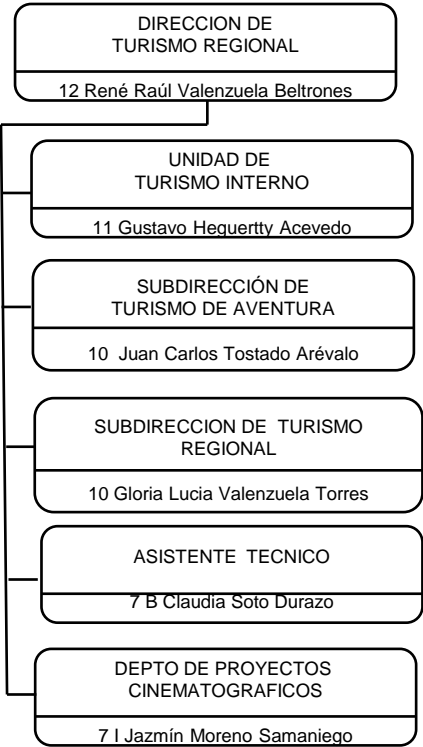 DIRECCION DE
TURISMO REGIONAL
12 René Raúl Valenzuela Beltrones
UNIDAD DE
TURISMO INTERNO
11 Gustavo Heguertty Acevedo
SUBDIRECCIÓN DE
TURISMO DE AVENTURA
10 Juan Carlos Tostado Arévalo
SUBDIRECCION DE TURISMO
REGIONAL
10 Gloria Lucia Valenzuela Torres
ASISTENTE TECNICO
7 B Claudia Soto Durazo
DEPTO DE PROYECTOS
CINEMATOGRAFICOS
7 I Jazmín Moreno Samaniego